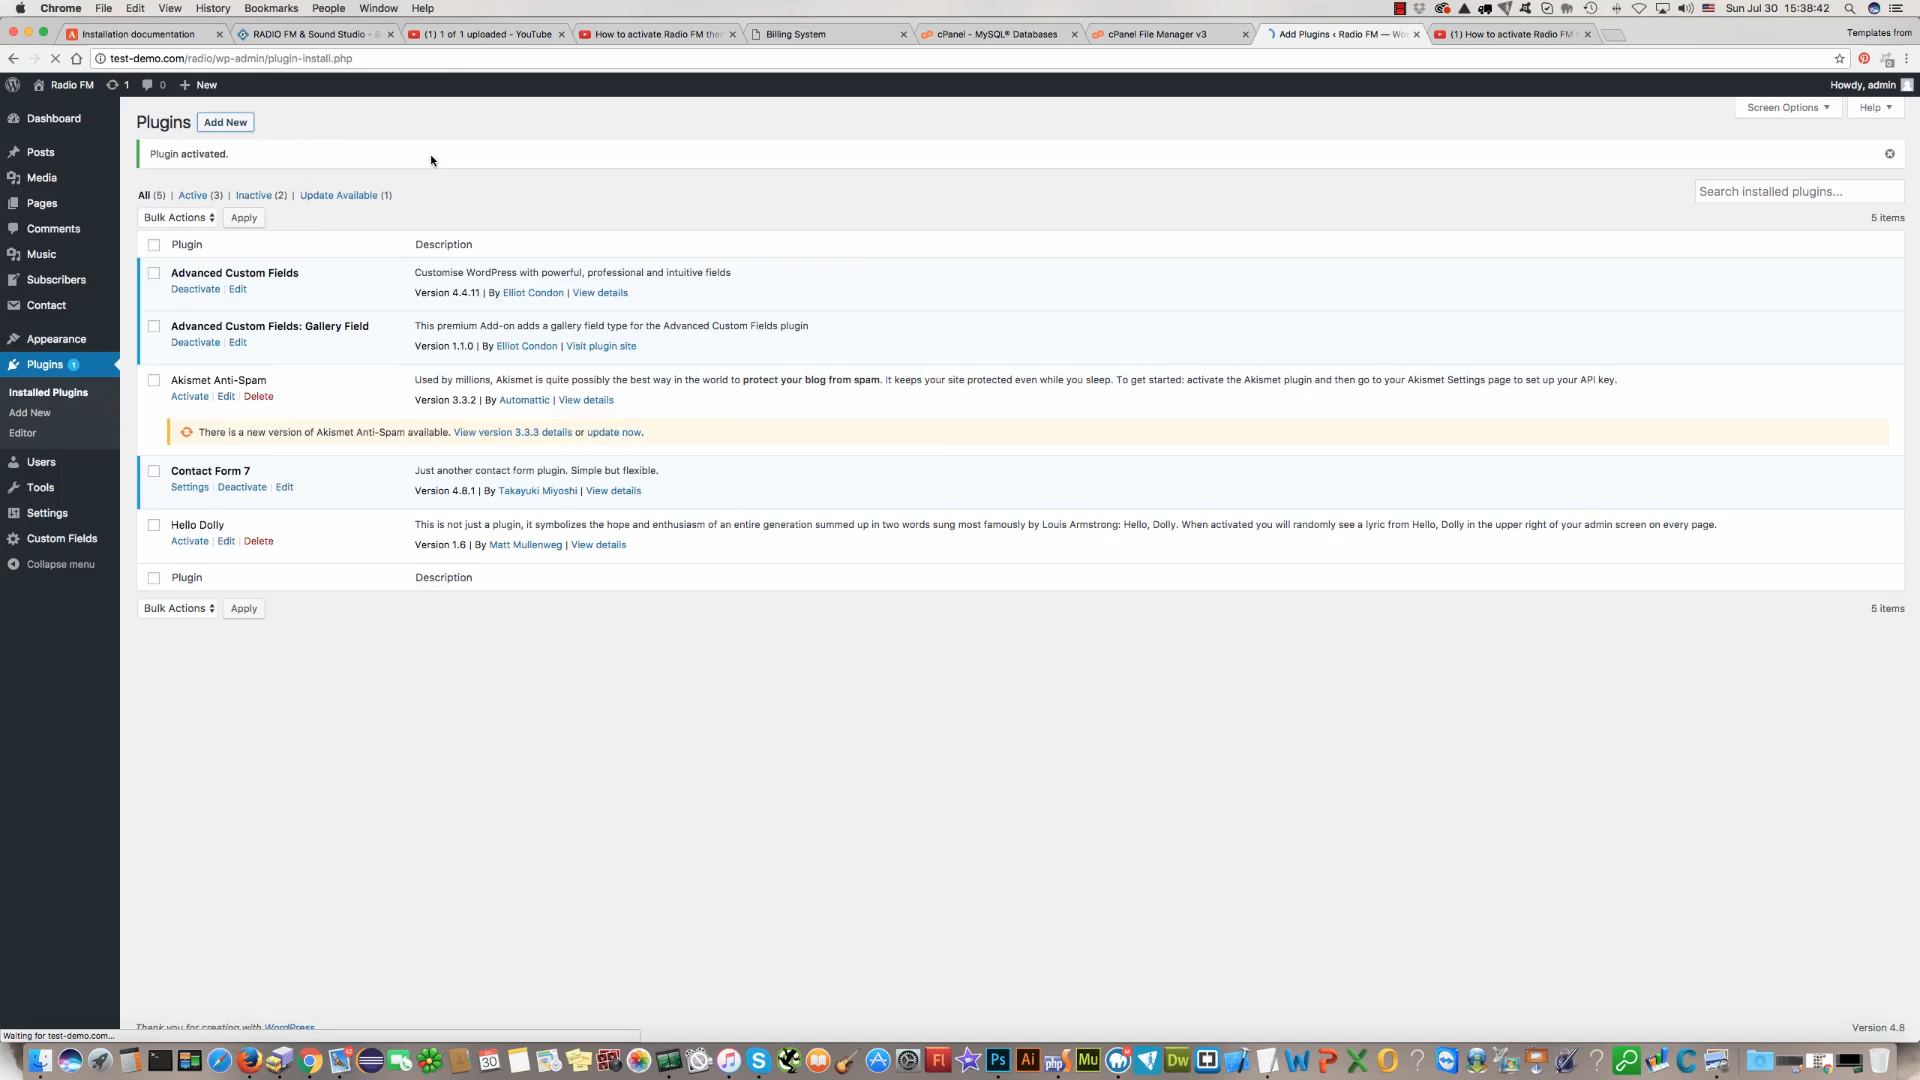 Chrome File Edit View History Bookmarks People Window Help
Sun Jul 30 15:38:42
Installation documentation
RADIO FM & Sound Studio -
(1) 1 of 1 uploaded - YouTube
How to activate Radio FM the
Billing System
cPanel - MySQL® Databases
cPanel File Manager v3
Add Plugins ‹ Radio FM — Wo
(1) How to activate Radio FM
Templates from
test-demo.com/radio/wp-admin/plugin-install.php
Radio FM 1 0 + New
Howdy, admin
Dashboard
Posts
Media
Pages
Comments
Music
Subscribers
Contact
Appearance
Plugins 1
Installed Plugins
Add New
Editor
Users
Tools
Settings
Custom Fields
Collapse menu
Screen Options ▼ Help ▼
Plugins Add New
Plugin activated.
All (5) | Active (3) | Inactive (2) | Update Available (1)
Search installed plugins...
Bulk Actions Apply
5 items
Plugin Description
Advanced Custom Fields
Deactivate | Edit
Customise WordPress with powerful, professional and intuitive fields
Version 4.4.11 | By Elliot Condon | View details
Advanced Custom Fields: Gallery Field
Deactivate | Edit
This premium Add-on adds a gallery field type for the Advanced Custom Fields plugin
Version 1.1.0 | By Elliot Condon | Visit plugin site
Akismet Anti-Spam
Activate | Edit | Delete
Used by millions, Akismet is quite possibly the best way in the world to protect your blog from spam. It keeps your site protected even while you sleep. To get started: activate the Akismet plugin and then go to your Akismet Settings page to set up your API key.
Version 3.3.2 | By Automattic | View details
There is a new version of Akismet Anti-Spam available. View version 3.3.3 details or update now.
Contact Form 7
Settings | Deactivate | Edit
Just another contact form plugin. Simple but flexible.
Version 4.8.1 | By Takayuki Miyoshi | View details
Hello Dolly
Activate | Edit | Delete
This is not just a plugin, it symbolizes the hope and enthusiasm of an entire generation summed up in two words sung most famously by Louis Armstrong: Hello, Dolly. When activated you will randomly see a lyric from Hello, Dolly in the upper right of your admin screen on every page.
Version 1.6 | By Matt Mullenweg | View details
Plugin Description
Bulk Actions Apply
5 items
Thank you for creating with WordPress
Version 4.8
Waiting for test-demo.com...
30
Fl
Ps
Ai
php
Mu
Dw